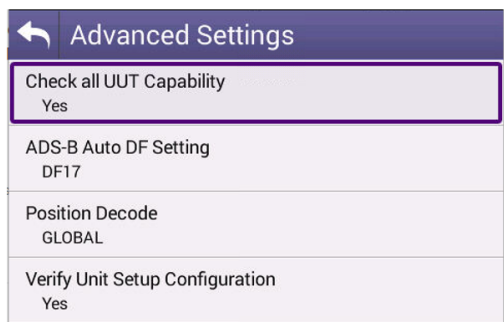 Advanced Settings
Check all UUT Capability
Yes
ADS-B Auto DF Setting
DF17
Position Decode
GLOBAL
Verify Unit Setup Configuration
Yes